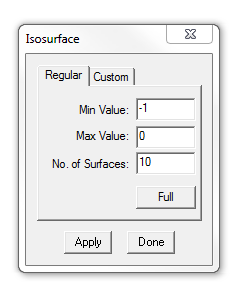 Isosurface
Regular Custom
Min Value: -1
Max Value: 0
No. of Surfaces: 10
Full
Apply Done